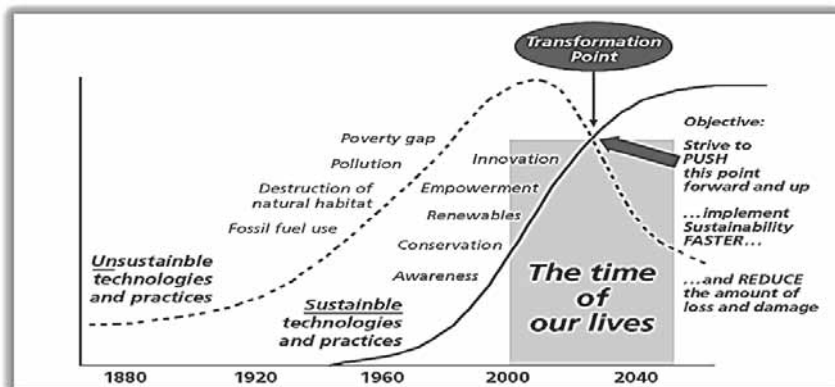 Transformation
Point
Objective:
Strive to
PUSH
this point
forward and up
...implement
Sustainability
FASTER...
...and REDUCE
the amount of
loss and damage
Poverty gap
Pollution
Destruction of
natural habitat
Fossil fuel use
Unsustainble
technologies
and practices
Innovation
Empowerment
Renewables
Conservation
Awareness
Sustainble
technologies
and practices
The time
of
our lives
1880 1920 1960 2000 2040